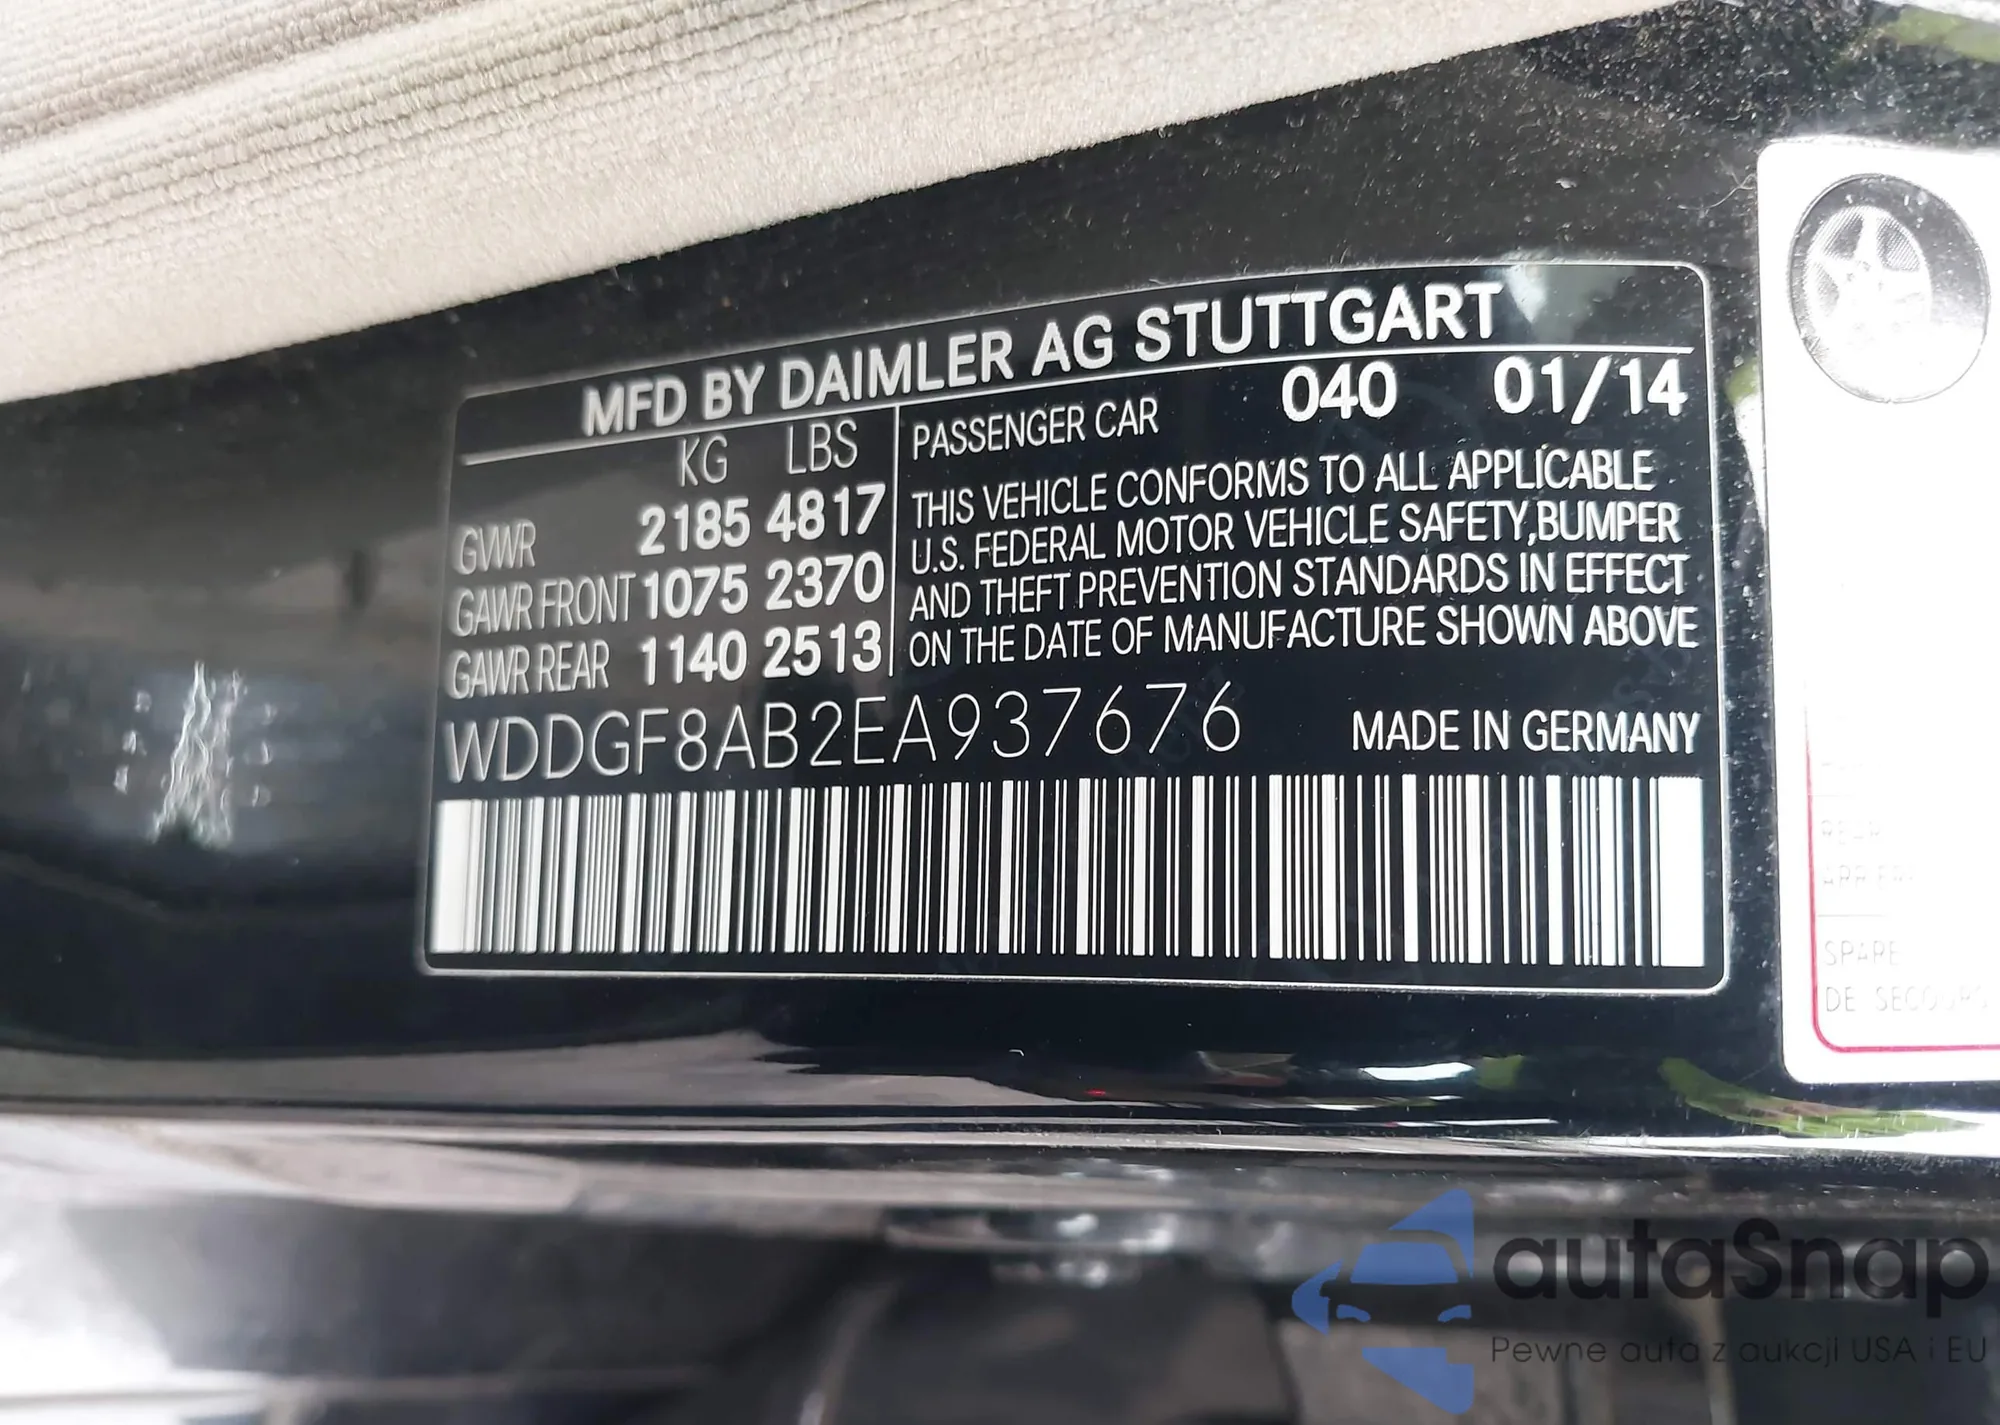 MFD BY DAIMLER AG STUTTGART
KG LBS
GVWR 2185 4817
GAWR FRONT 1075 2370
GAWR REAR 1140 2513
PASSENGER CAR 040 01/14
THIS VEHICLE CONFORMS TO ALL APPLICABLE
U.S. FEDERAL MOTOR VEHICLE SAFETY,BUMPER
AND THEFT PREVENTION STANDARDS IN EFFECT
ON THE DATE OF MANUFACTURE SHOWN ABOVE
WDDGF8AB2EA937676 MADE IN GERMANY
REAR
SPARE
DE SECOURS
autaSnap
Pewne auta z aukcji USA i EU